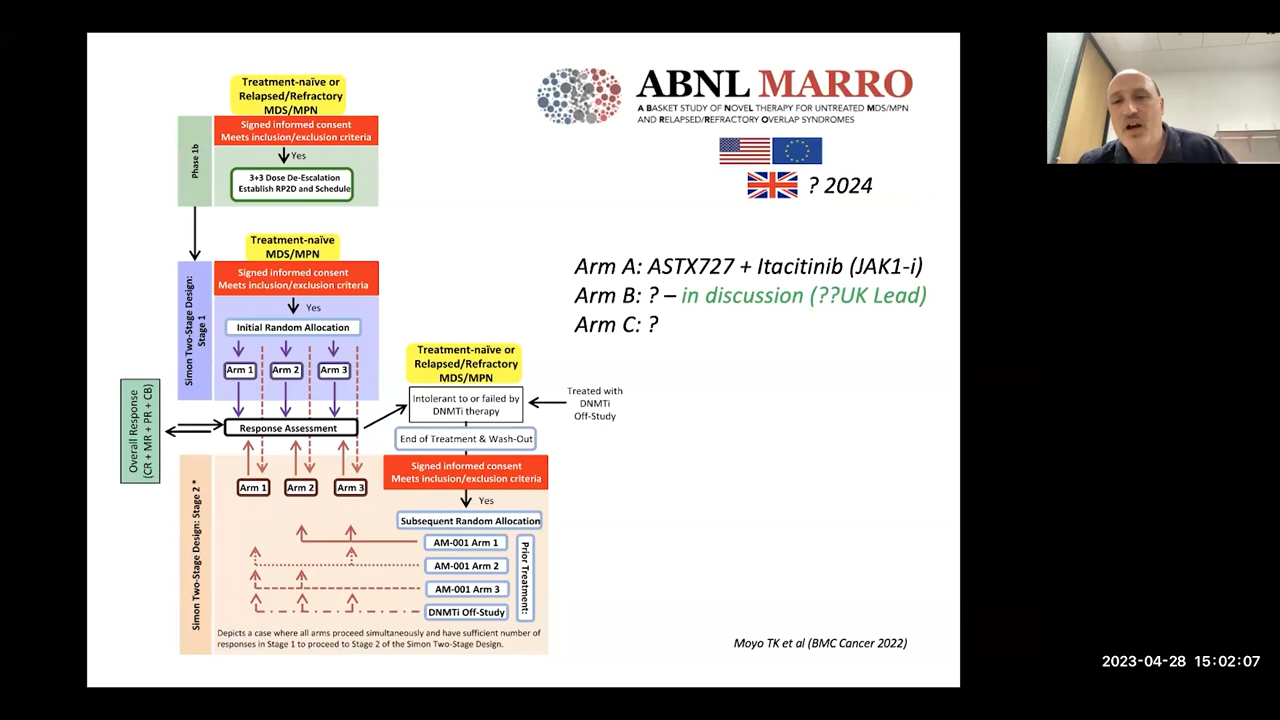 Treatment-naïve or
Relapsed/Refractory
MDS/MPN
Signed informed consent
Meets inclusion/exclusion criteria
Yes
3+3 Dose De-Escalation
Establish RP2D and Schedule
Phase 1b
Treatment-naïve
MDS/MPN
Signed informed consent
Meets inclusion/exclusion criteria
Yes
Initial Random Allocation
Arm 1
Arm 2
Arm 3
Simon Two-Stage Design:
Stage 1
Response Assessment
Overall Response
(CR + MR + PR + CB)
Treatment-naïve or
Relapsed/Refractory
MDS/MPN
Intolerant to or failed by
DNMTi therapy
Treated with
DNMTi
Off-Study
End of Treatment & Wash-Out
Signed informed consent
Meets inclusion/exclusion criteria
Yes
Subsequent Random Allocation
Arm 1
Arm 2
Arm 3
Simon Two-Stage Design: Stage 2 *
AM-001 Arm 1
AM-001 Arm 2
AM-001 Arm 3
DNMTi Off-Study
Prior Treatment:
Depicts a case where all arms proceed simultaneously and have sufficient number of
responses in Stage 1 to proceed to Stage 2 of the Simon Two-Stage Design.
ABNL MARRO
A BASKET STUDY OF NOVEL THERAPY FOR UNTREATED MDS/MPN
AND RELAPSED/REFRACTORY OVERLAP SYNDROMES
? 2024
Arm A: ASTX727 + Itacitinib (JAK1-i)
Arm B: ? – in discussion (??UK Lead)
Arm C: ?
Moyo TK et al (BMC Cancer 2022)
2023-04-28 15:02:07